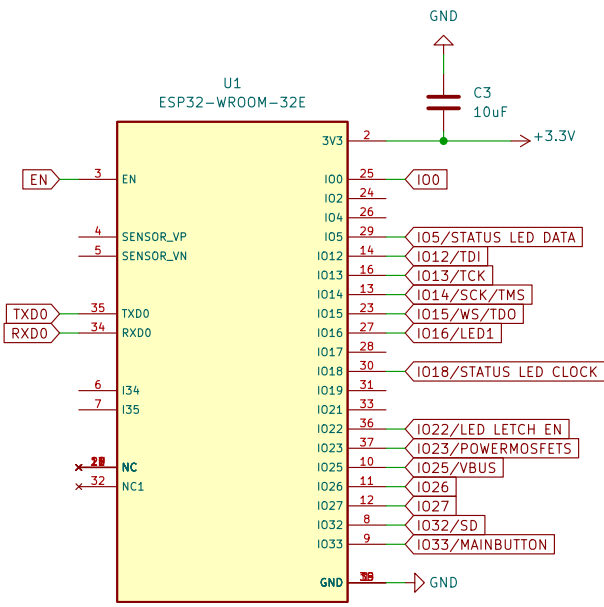 GND
U1
ESP32-WROOM-32E
C3
10uF
3V3 2 +3.3V
EN 3 EN
IO0 25 IO0
IO2 24
IO4 26
4 SENSOR_VP
IO5 29 IO5/STATUS LED DATA
5 SENSOR_VN
IO12 14 IO12/TDI
IO13 16 IO13/TCK
IO14 13 IO14/SCK/TMS
TXD0 35 TXD0
IO15 23 IO15/WS/TDO
RXD0 34 RXD0
IO16 27 IO16/LED1
IO17 28
IO18 30 IO18/STATUS LED CLOCK
6 I34
IO19 31
7 I35
IO21 33
IO22 36 IO22/LED LETCH EN
IO23 37 IO23/POWERMOSFETS
NC
IO25 10 IO25/VBUS
32 NC1
IO26 11 IO26
IO27 12 IO27
IO32 8 IO32/SD
IO33 9 IO33/MAINBUTTON
GND GND